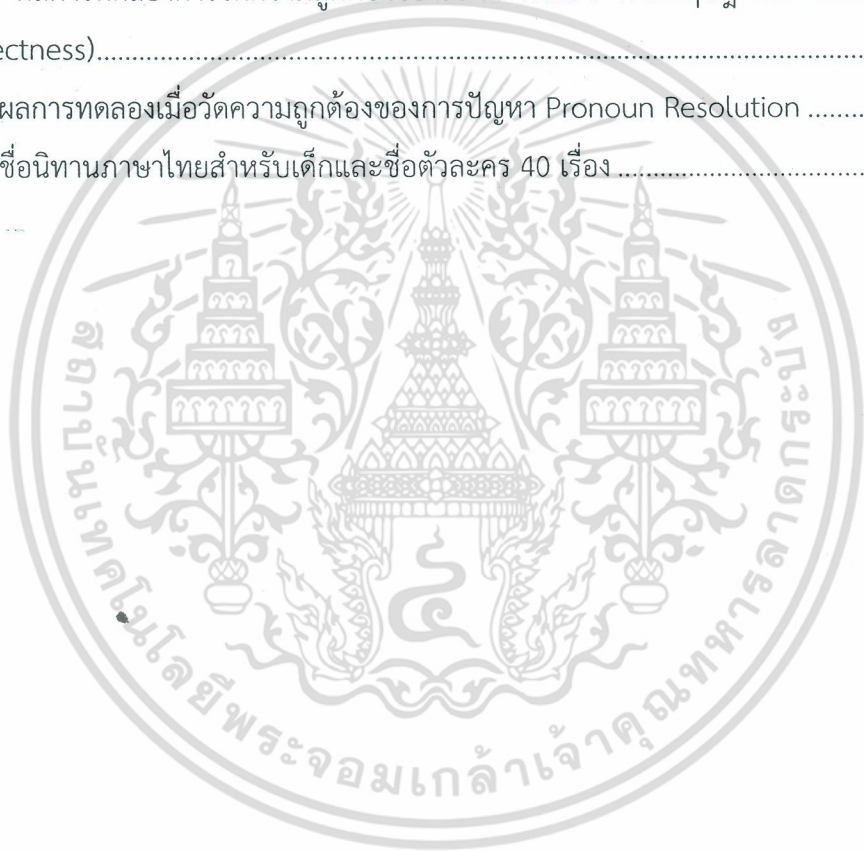 ectness)
ผลการทดลองเมื่อวัดความถูกต้องของการปัญหา Pronoun Resolution
ชื่อนิทานภาษาไทยสำหรับเด็กและชื่อตัวละคร 40 เรื่อง
สถาบันเทคโนโลยีพระจอมเกล้าเจ้าคุณทหารลาดกระบัง